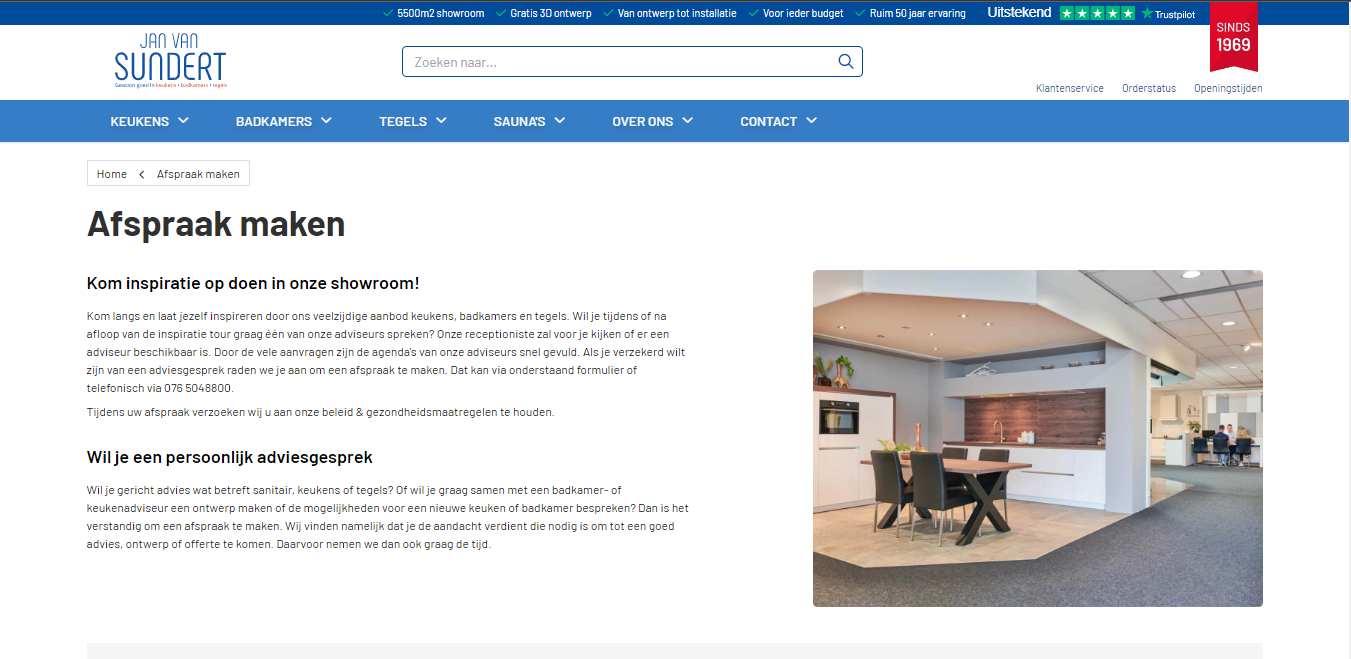 5500m2 showroom Gratis 3D ontwerp Van ontwerp tot installatie Voor ieder budget Ruim 50 jaar ervaring Uitstekend Trustpilot
SINDS
1969
JAN VAN
SUNDERT
Gewoon goed in keukens • badkamers • tegels
Zoeken naar...
Klantenservice Orderstatus Openingstijden
KEUKENS BADKAMERS TEGELS SAUNA'S OVER ONS CONTACT
Home Afspraak maken
Afspraak maken
Kom inspiratie op doen in onze showroom!
Kom langs en laat jezelf inspireren door ons veelzijdige aanbod keukens, badkamers en tegels. Wil je tijdens of na
afloop van de inspiratie tour graag één van onze adviseurs spreken? Onze receptioniste zal voor je kijken of er een
adviseur beschikbaar is. Door de vele aanvragen zijn de agenda's van onze adviseurs snel gevuld. Als je verzekerd wilt
zijn van een adviesgesprek raden we je aan om een afspraak te maken. Dat kan via onderstaand formulier of
telefonisch via 076 5048800.
Tijdens uw afspraak verzoeken wij u aan onze beleid & gezondheidsmaatregelen te houden.
Wil je een persoonlijk adviesgesprek
Wil je gericht advies wat betreft sanitair, keukens of tegels? Of wil je graag samen met een badkamer- of
keukenadviseur een ontwerp maken of de mogelijkheden voor een nieuwe keuken of badkamer bespreken? Dan is het
verstandig om een afspraak te maken. Wij vinden namelijk dat je de aandacht verdient die nodig is om tot een goed
advies, ontwerp of offerte te komen. Daarvoor nemen we dan ook graag de tijd.